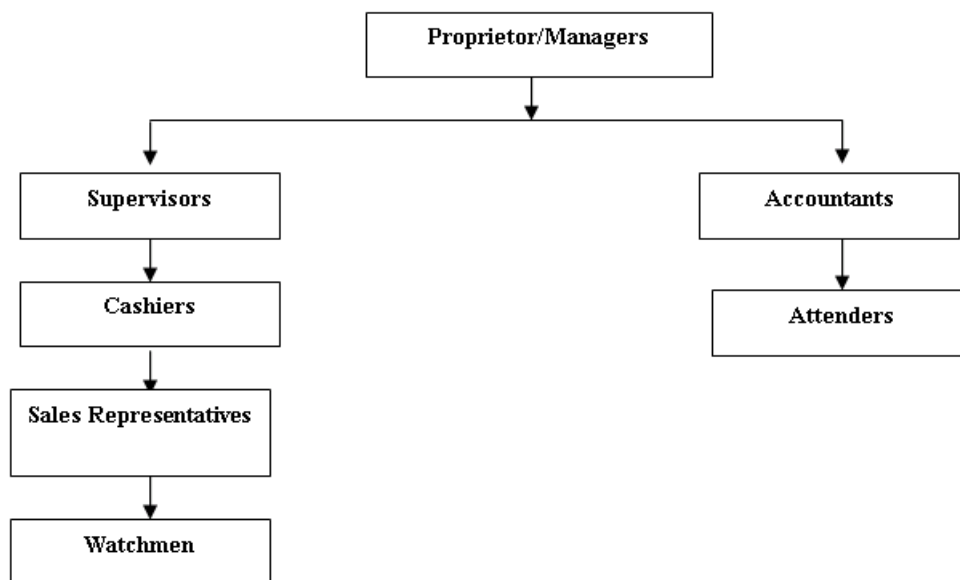 Proprietor/Managers
Supervisors
Accountants
Cashiers
Attenders
Sales Representatives
Watchmen